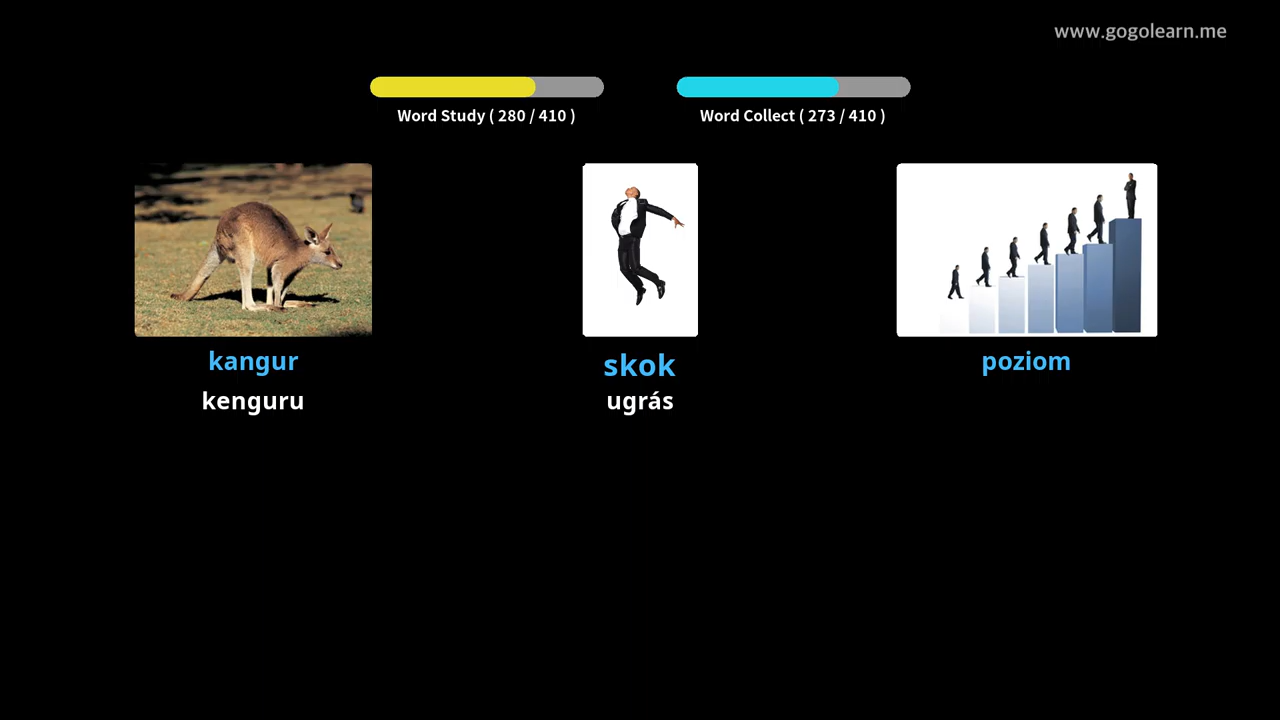 www.gogolearn.me
Word Study ( 280 / 410 )
Word Collect ( 273 / 410 )
kangur
skok
poziom
kenguru
ugrás